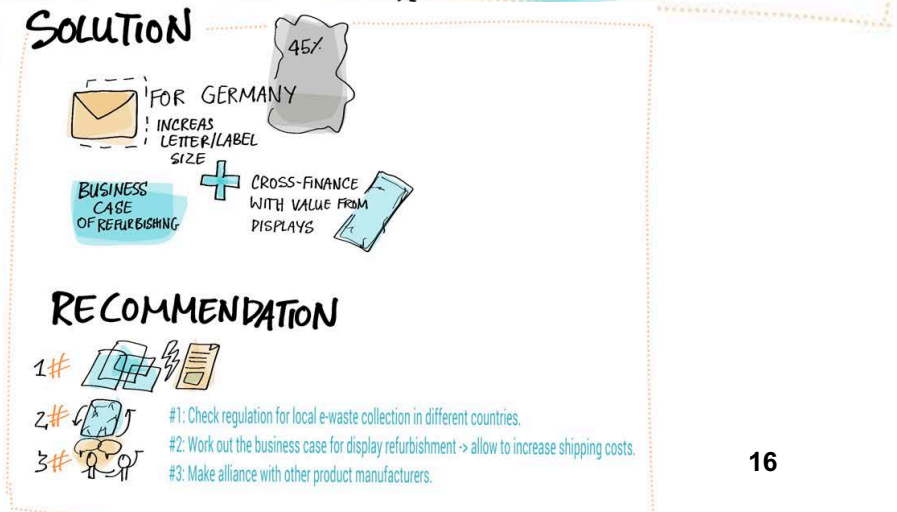 SOLUTION
45%
FOR GERMANY
INCREAS
LETTER/LABEL
SIZE
BUSINESS
CASE
OF REFURBISHING
CROSS-FINANCE
WITH VALUE FROM
DISPLAYS
RECOMMENDATION
1#
2#
3#
#1: Check regulation for local e-waste collection in different countries.
#2: Work out the business case for display refurbishment -> allow to increase shipping costs.
#3: Make alliance with other product manufacturers.
16